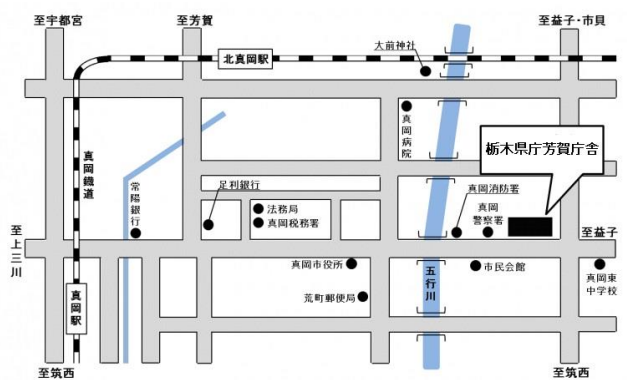 至宇都宮
至芳賀
至益子・市貝
大前神社
北真岡駅
真岡病院
栃木県庁芳賀庁舎
真岡鐵道
常陽銀行
足利銀行
法務局
真岡税務署
真岡消防署
真岡警察署
至上三川
至益子
真岡市役所
五行川
市民会館
真岡東中学校
真岡駅
荒町郵便局
至筑西
至筑西